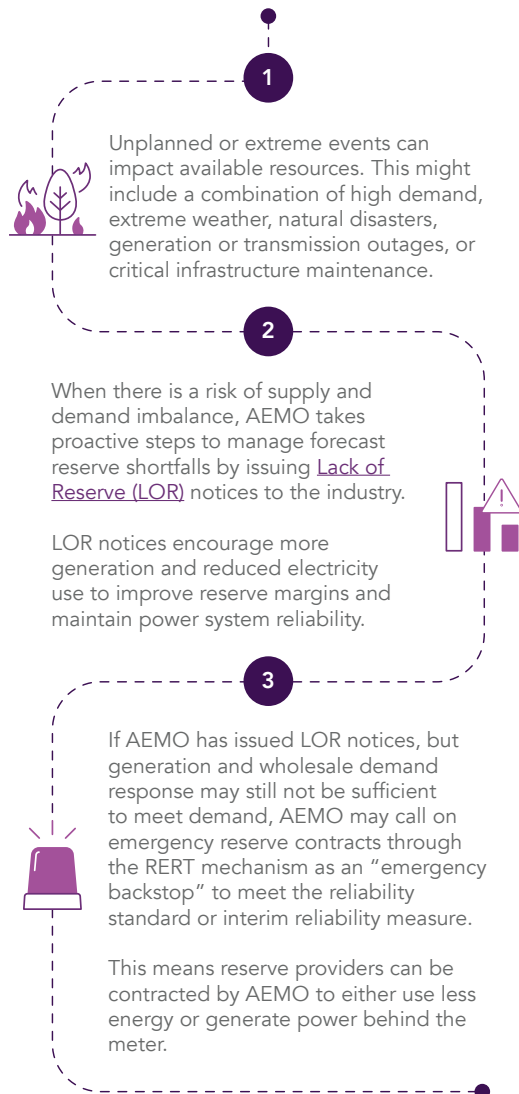 1
Unplanned or extreme events can
impact available resources. This might
include a combination of high demand,
extreme weather, natural disasters,
generation or transmission outages, or
critical infrastructure maintenance.
2
When there is a risk of supply and
demand imbalance, AEMO takes
proactive steps to manage forecast
reserve shortfalls by issuing Lack of
Reserve (LOR) notices to the industry.
LOR notices encourage more
generation and reduced electricity
use to improve reserve margins and
maintain power system reliability.
3
If AEMO has issued LOR notices, but
generation and wholesale demand
response may still not be sufficient
to meet demand, AEMO may call on
emergency reserve contracts through
the RERT mechanism as an “emergency
backstop” to meet the reliability
standard or interim reliability measure.
This means reserve providers can be
contracted by AEMO to either use less
energy or generate power behind the
meter.